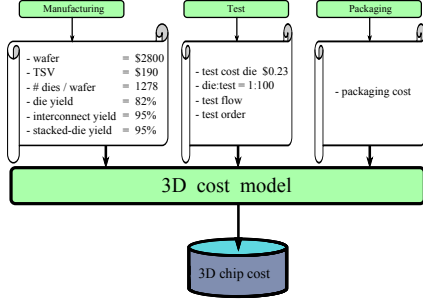 Manufacturing
- wafer = $2800
- TSV = $190
- # dies / wafer = 1278
- die yield = 82%
- interconnect yield = 95%
- stacked-die yield = 95%
Test
- test cost die $0.23
- die:test = 1:100
- test flow
- test order
Packaging
- packaging cost
3D cost model
3D chip cost